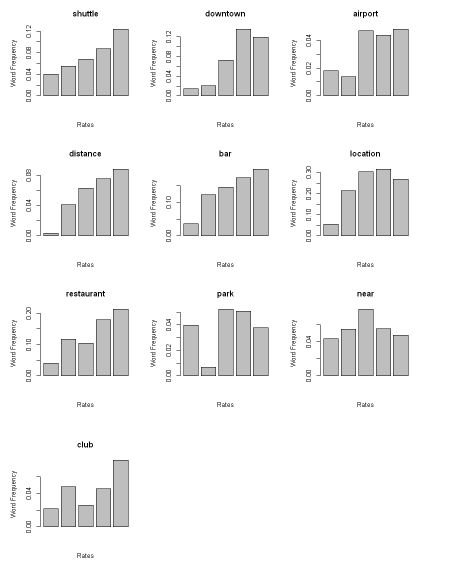 shuttle
Word Frequency
0.00 0.04 0.08 0.12
Rates
downtown
Word Frequency
0.00 0.04 0.08 0.12
Rates
airport
Word Frequency
0.00 0.02 0.04
Rates
distance
Word Frequency
0.00 0.04 0.08
Rates
bar
Word Frequency
0.00 0.10
Rates
location
Word Frequency
0.00 0.10 0.20 0.30
Rates
restaurant
Word Frequency
0.00 0.10 0.20
Rates
park
Word Frequency
0.00 0.02 0.04
Rates
near
Word Frequency
0.00 0.04
Rates
club
Word Frequency
0.00 0.04
Rates